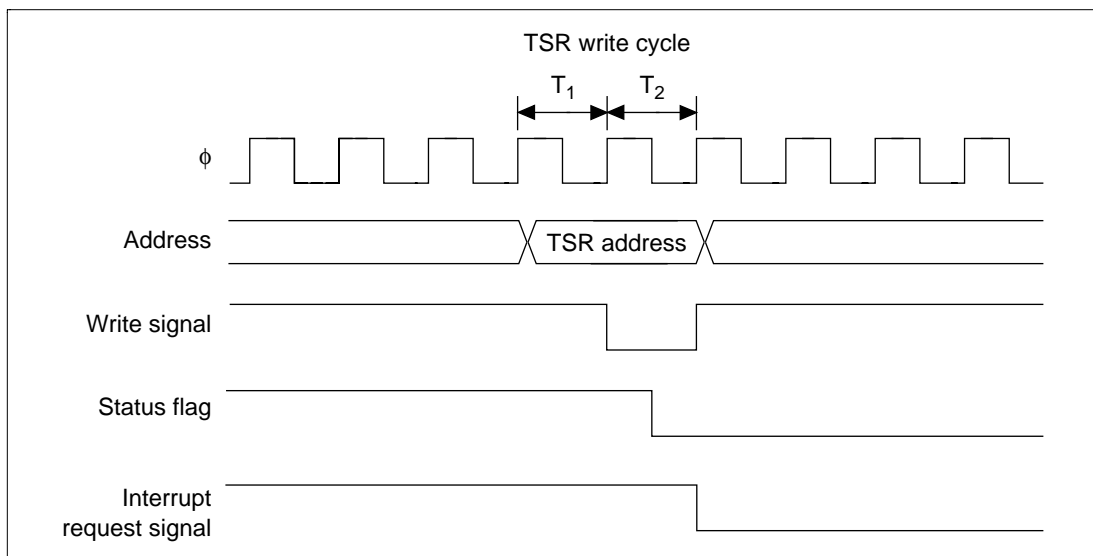 TSR write cycle
T₁ T₂
ϕ
Address
TSR address
Write signal
Status flag
Interrupt
request signal